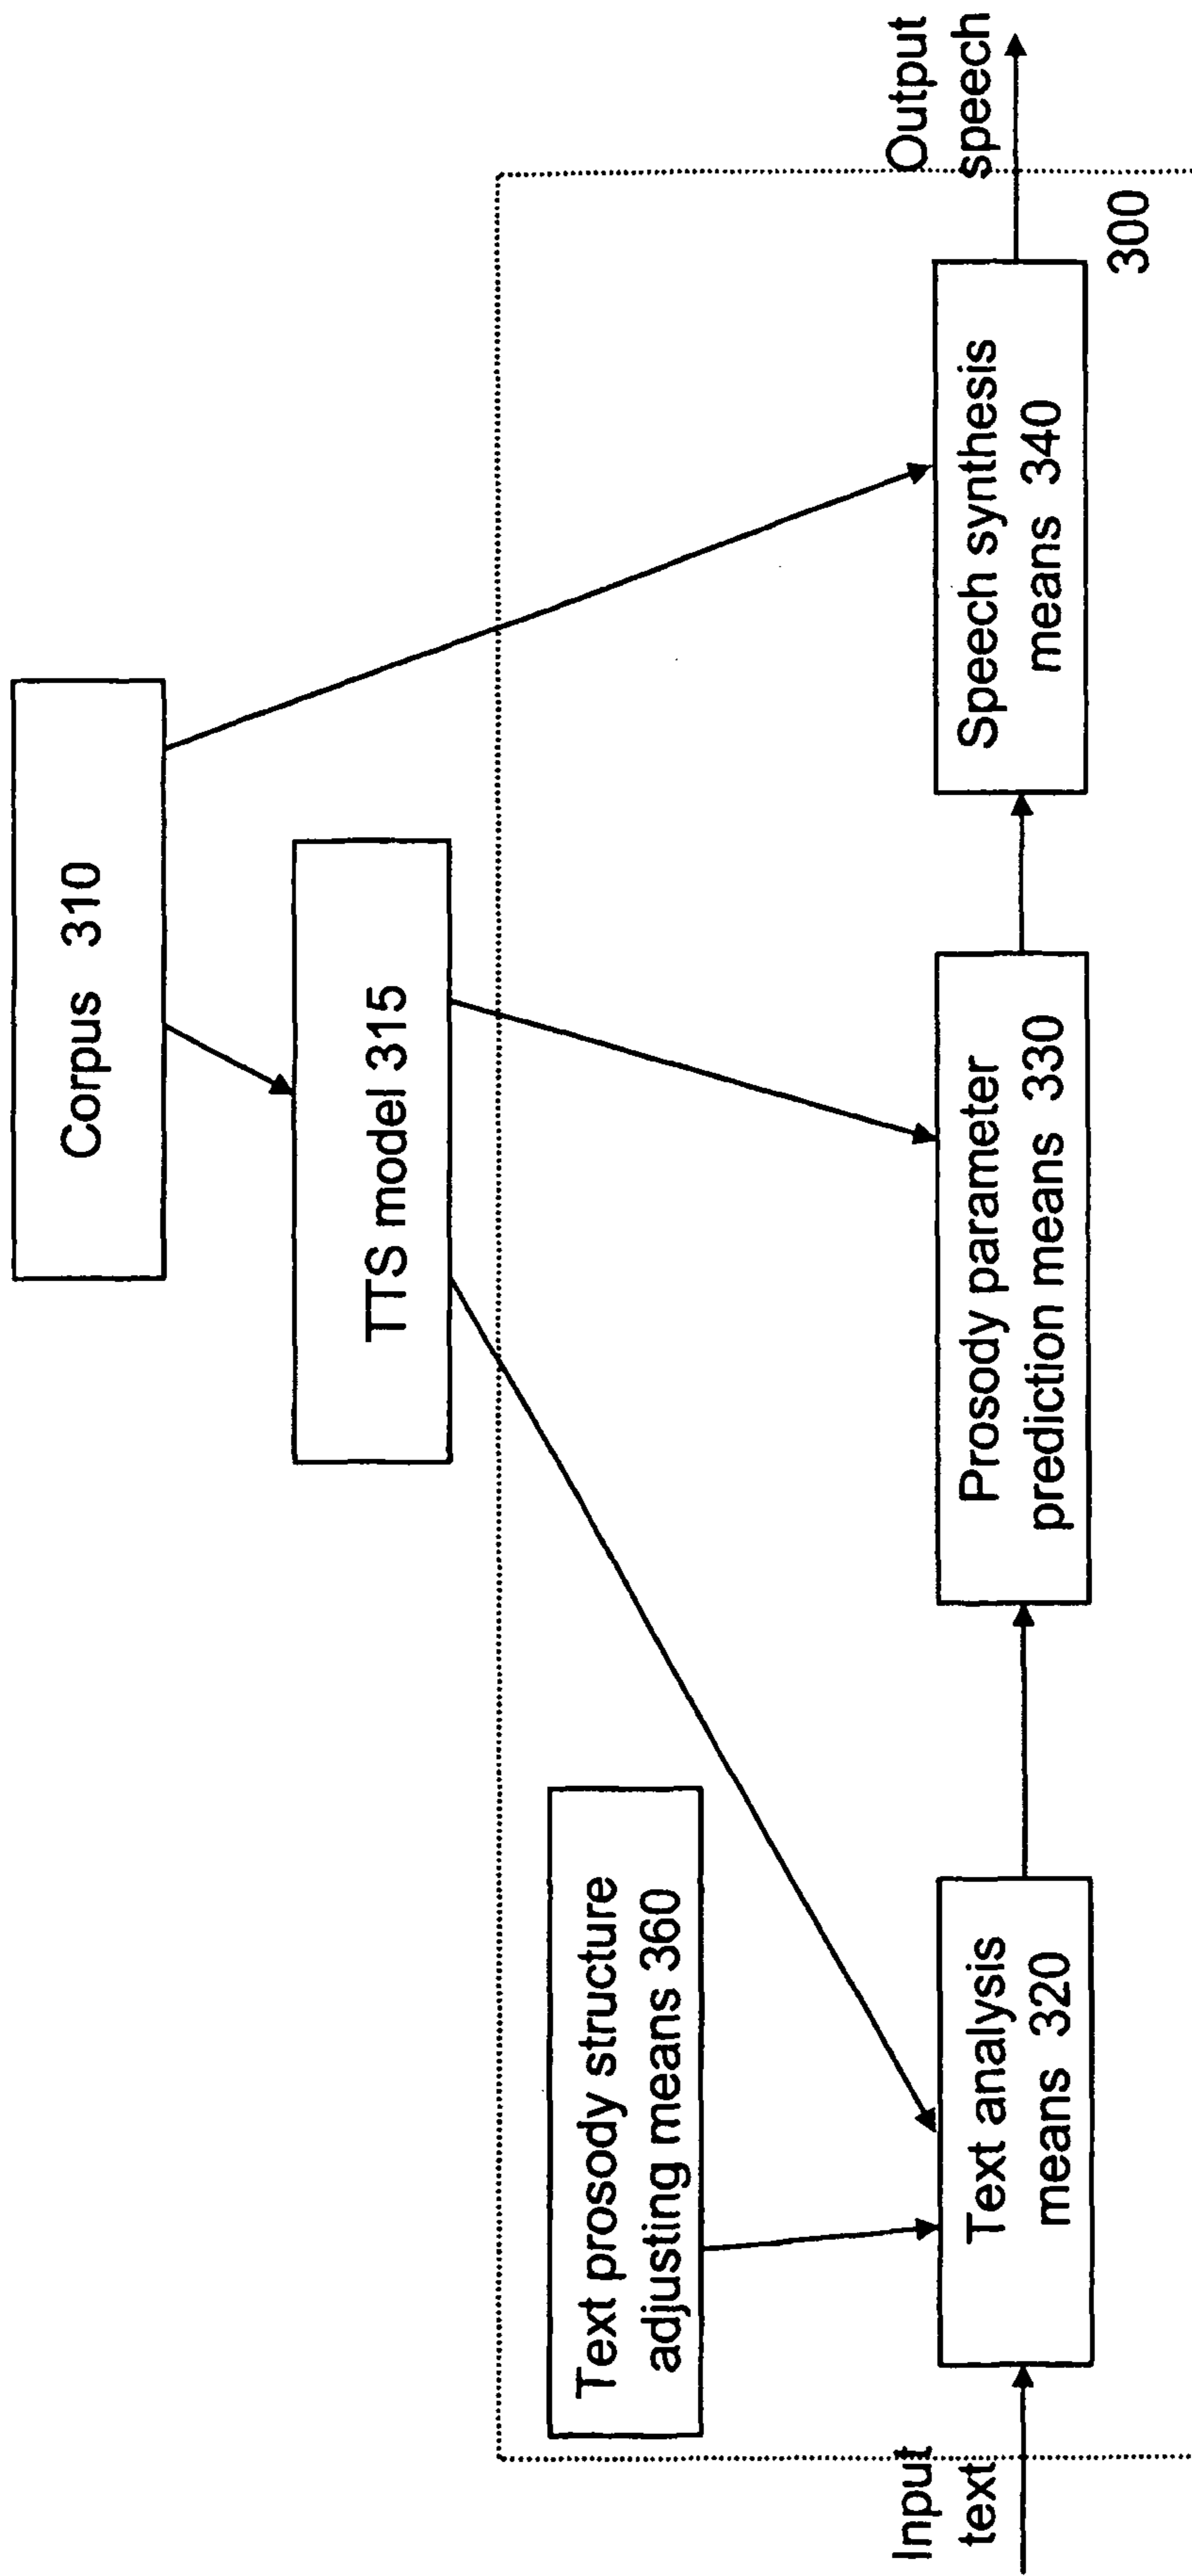 Corpus 310
TTS model 315
Text prosody structure
adjusting means 360
Input
text
Text analysis
means 320
Prosody parameter
prediction means 330
Speech synthesis
means 340
Output
speech
300